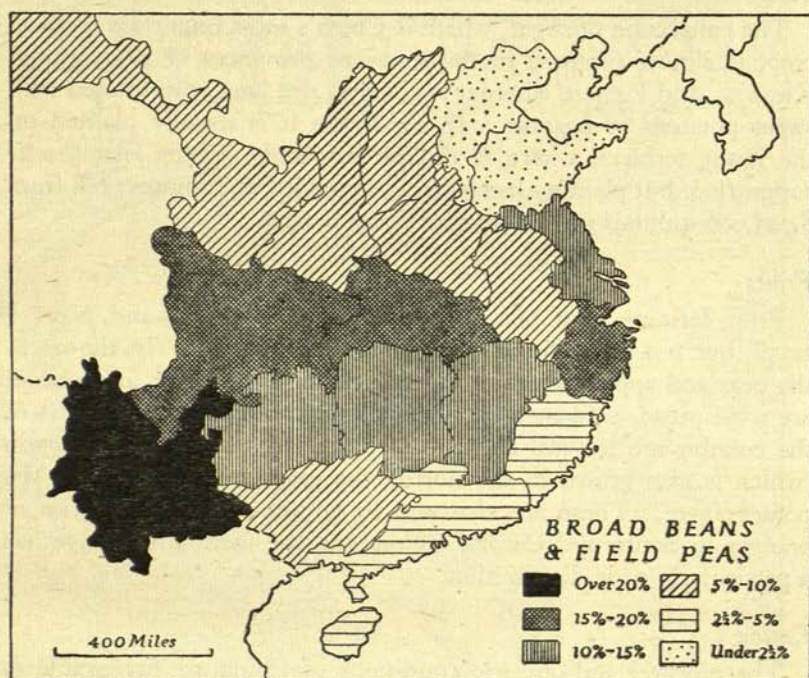 BROAD BEANS
& FIELD PEAS
Over 20%
5%-10%
15%-20%
2½%-5%
10%-15%
Under 2½%
400 Miles